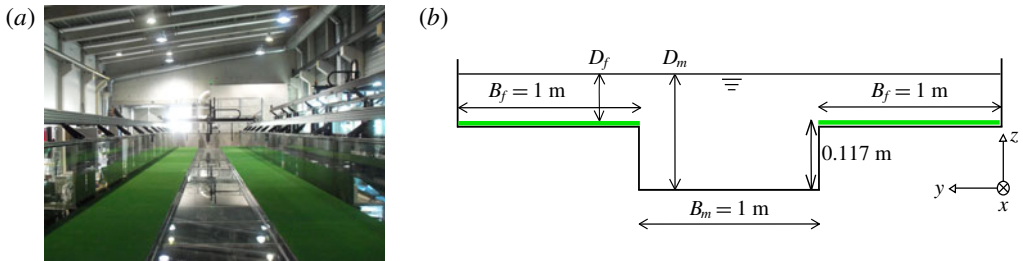 (a)
(b)
D_f
D_m
B_f = 1 m
B_f = 1 m
0.117 m
z
y
x
B_m = 1 m